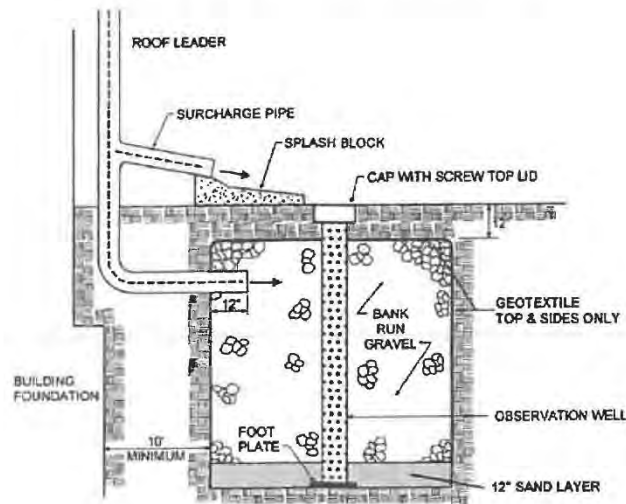 ROOF LEADER
SURCHARGE PIPE
SPLASH BLOCK
CAP WITH SCREW TOP LID
12"
12"
GEOTEXTILE
TOP & SIDES ONLY
BANK
RUN
GRAVEL
BUILDING
FOUNDATION
OBSERVATION WELL
FOOT
PLATE
10'
MINIMUM
12" SAND LAYER